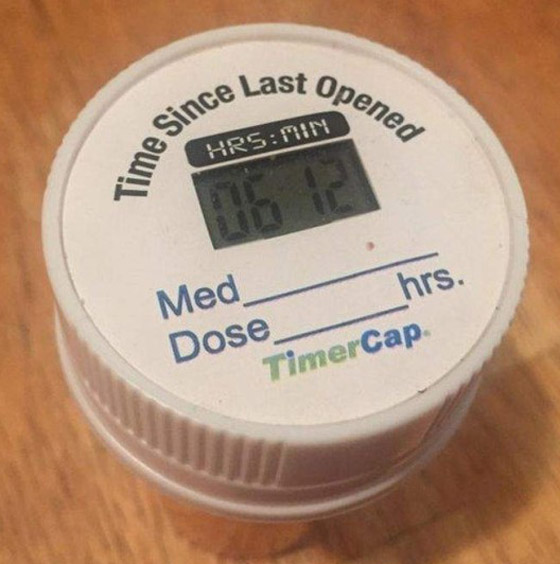 Time Since Last Opened
HRS:MIN
06 12
Med
hrs.
Dose
TimerCap